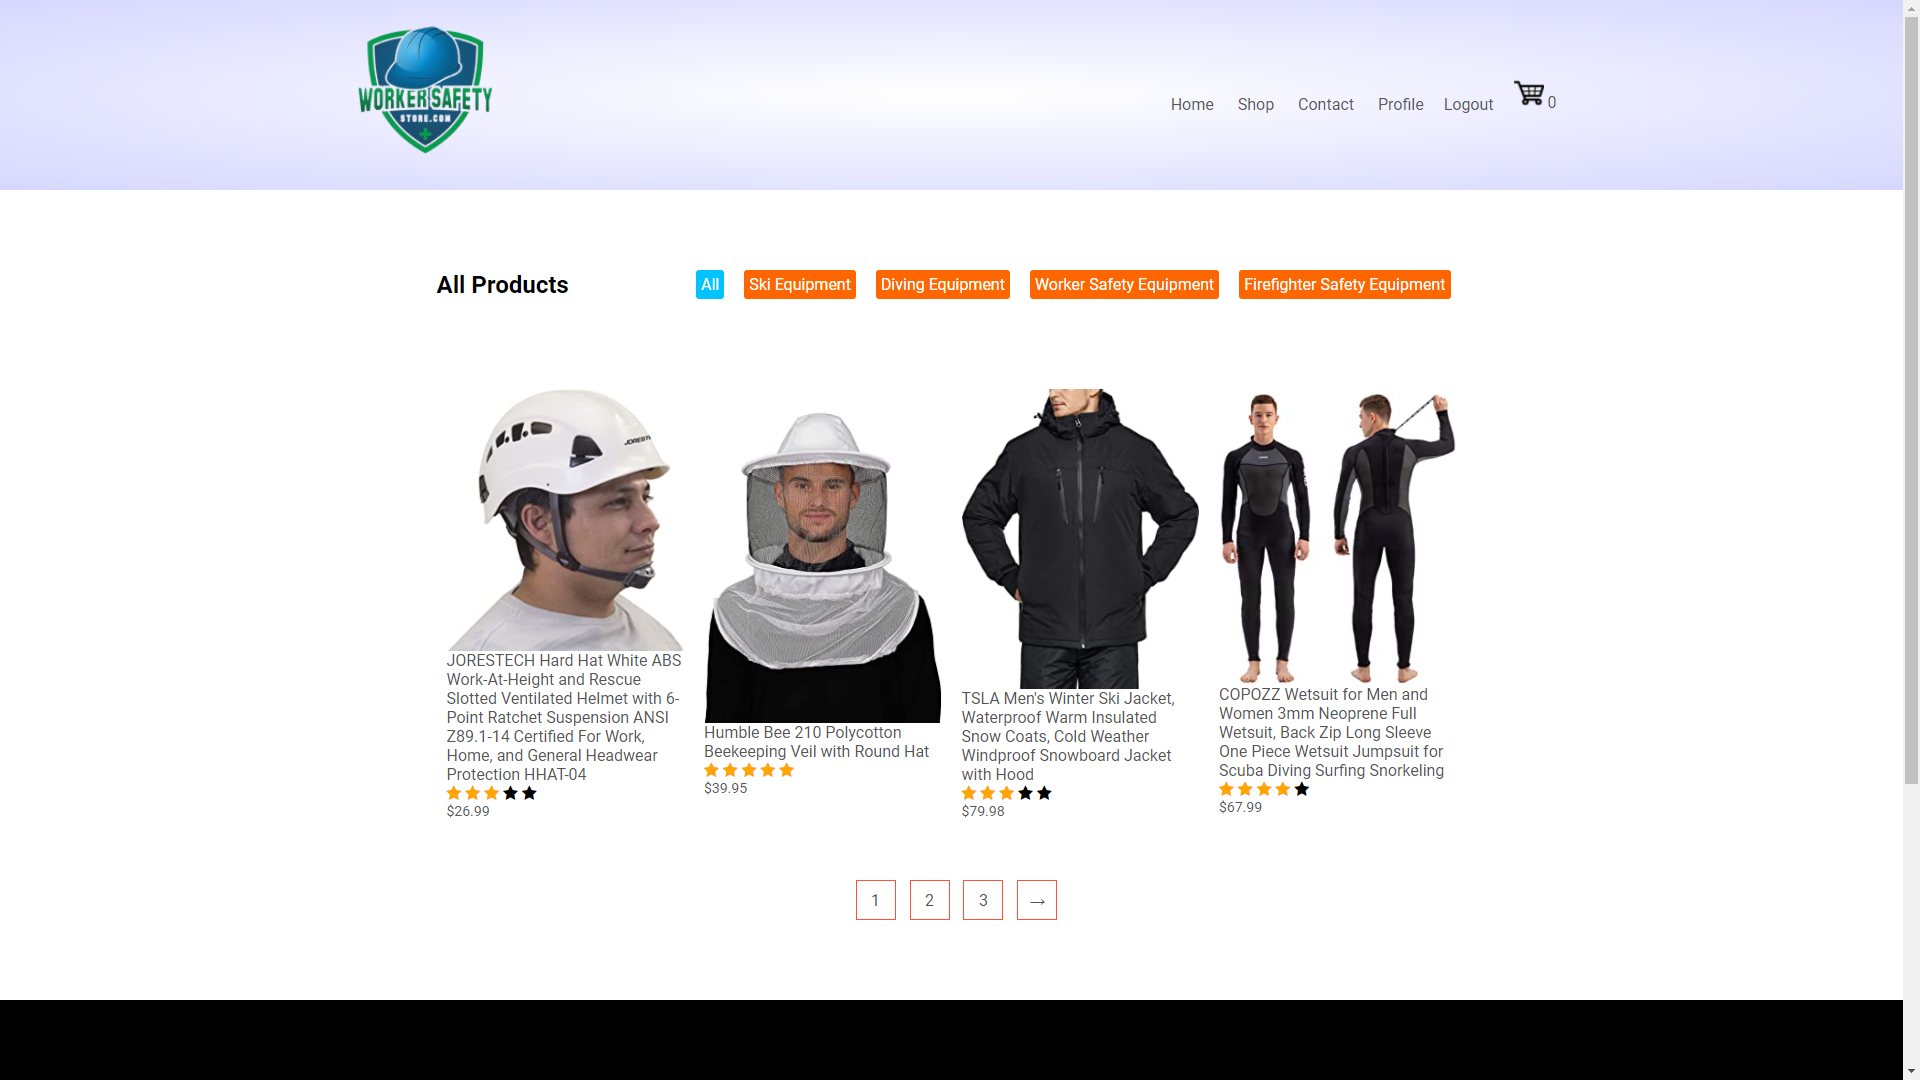 WORKER SAFETY
STORE.COM
Home Shop Contact Profile Logout 0
All Products All Ski Equipment Diving Equipment Worker Safety Equipment Firefighter Safety Equipment
JORESTECH Hard Hat White ABS
Work-At-Height and Rescue
Slotted Ventilated Helmet with 6-
Point Ratchet Suspension ANSI
Z89.1-14 Certified For Work,
Home, and General Headwear
Protection HHAT-04
$26.99
Humble Bee 210 Polycotton
Beekeeping Veil with Round Hat
$39.95
TSLA Men's Winter Ski Jacket,
Waterproof Warm Insulated
Snow Coats, Cold Weather
Windproof Snowboard Jacket
with Hood
$79.98
COPOZZ Wetsuit for Men and
Women 3mm Neoprene Full
Wetsuit, Back Zip Long Sleeve
One Piece Wetsuit Jumpsuit for
Scuba Diving Surfing Snorkeling
$67.99
1 2 3 →